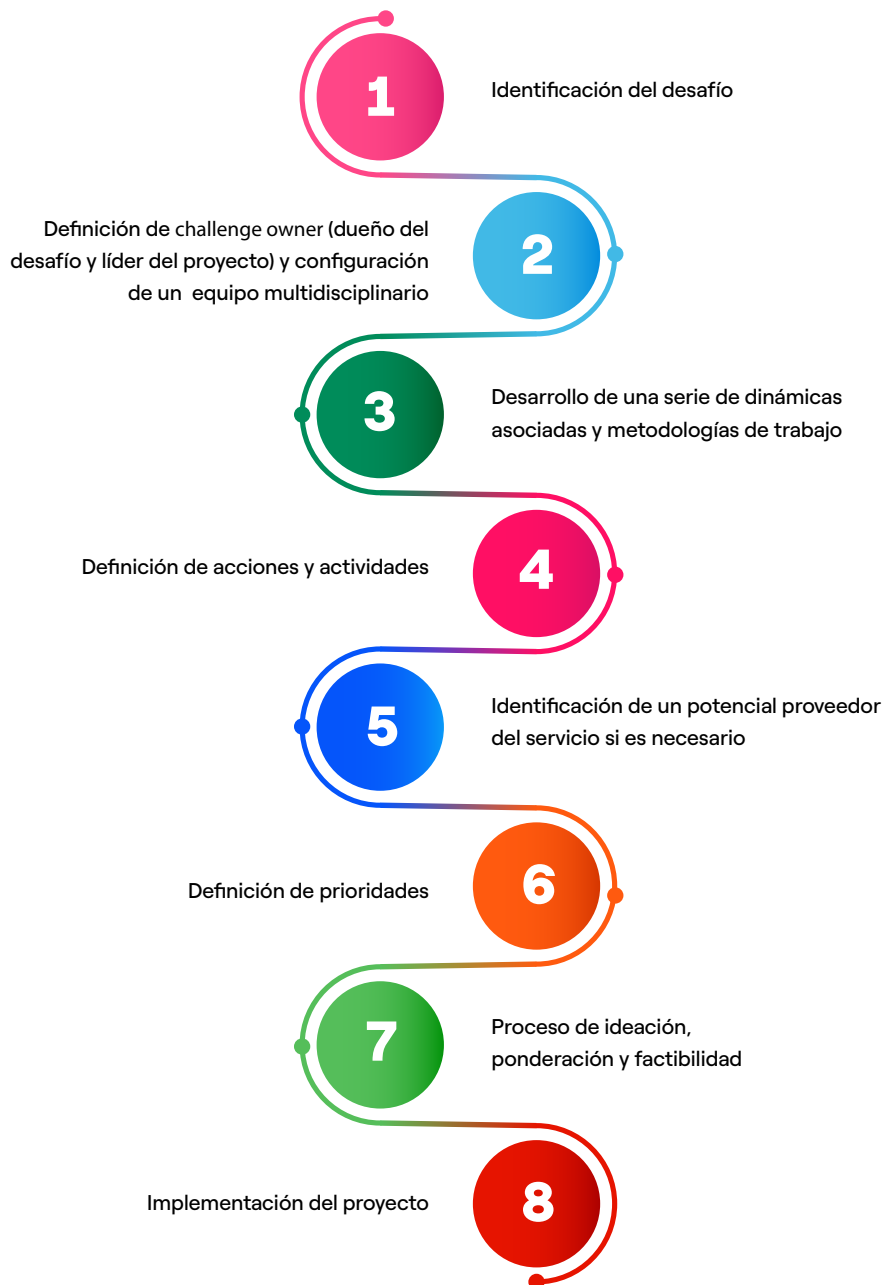 1
Identificación del desafío
2
Definición de challenge owner (dueño del
desafío y líder del proyecto) y configuración
de un equipo multidisciplinario
3
Desarrollo de una serie de dinámicas
asociadas y metodologías de trabajo
4
Definición de acciones y actividades
5
Identificación de un potencial proveedor
del servicio si es necesario
6
Definición de prioridades
7
Proceso de ideación,
ponderación y factibilidad
8
Implementación del proyecto